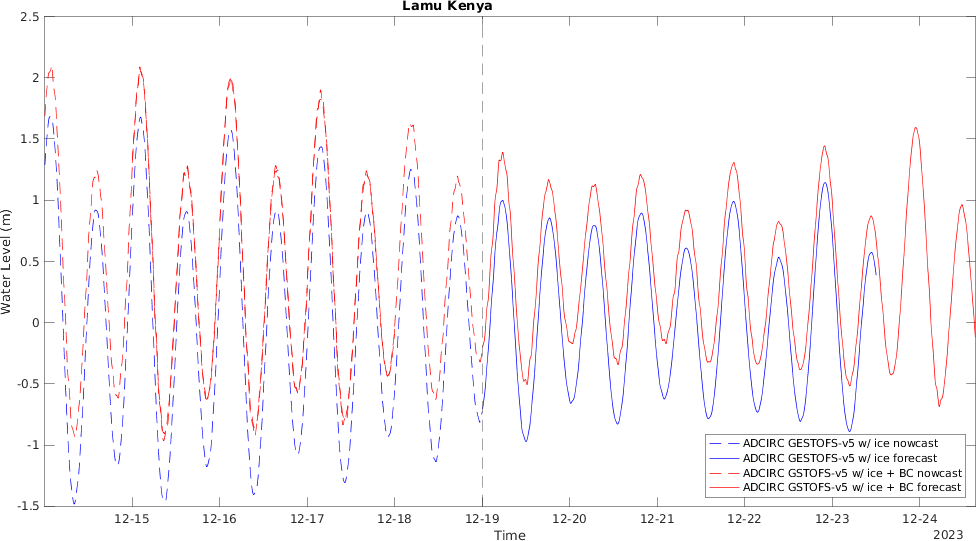 Lamu Kenya
2.5
2
1.5
1
0.5
0
-0.5
-1
-1.5
Water Level (m)
12-15 12-16 12-17 12-18 12-19 12-20 12-21 12-22 12-23 12-24
Time
2023
ADCIRC GESTOFS-v5 w/ ice nowcast
ADCIRC GESTOFS-v5 w/ ice forecast
ADCIRC GSTOFS-v5 w/ ice + BC nowcast
ADCIRC GSTOFS-v5 w/ ice + BC forecast